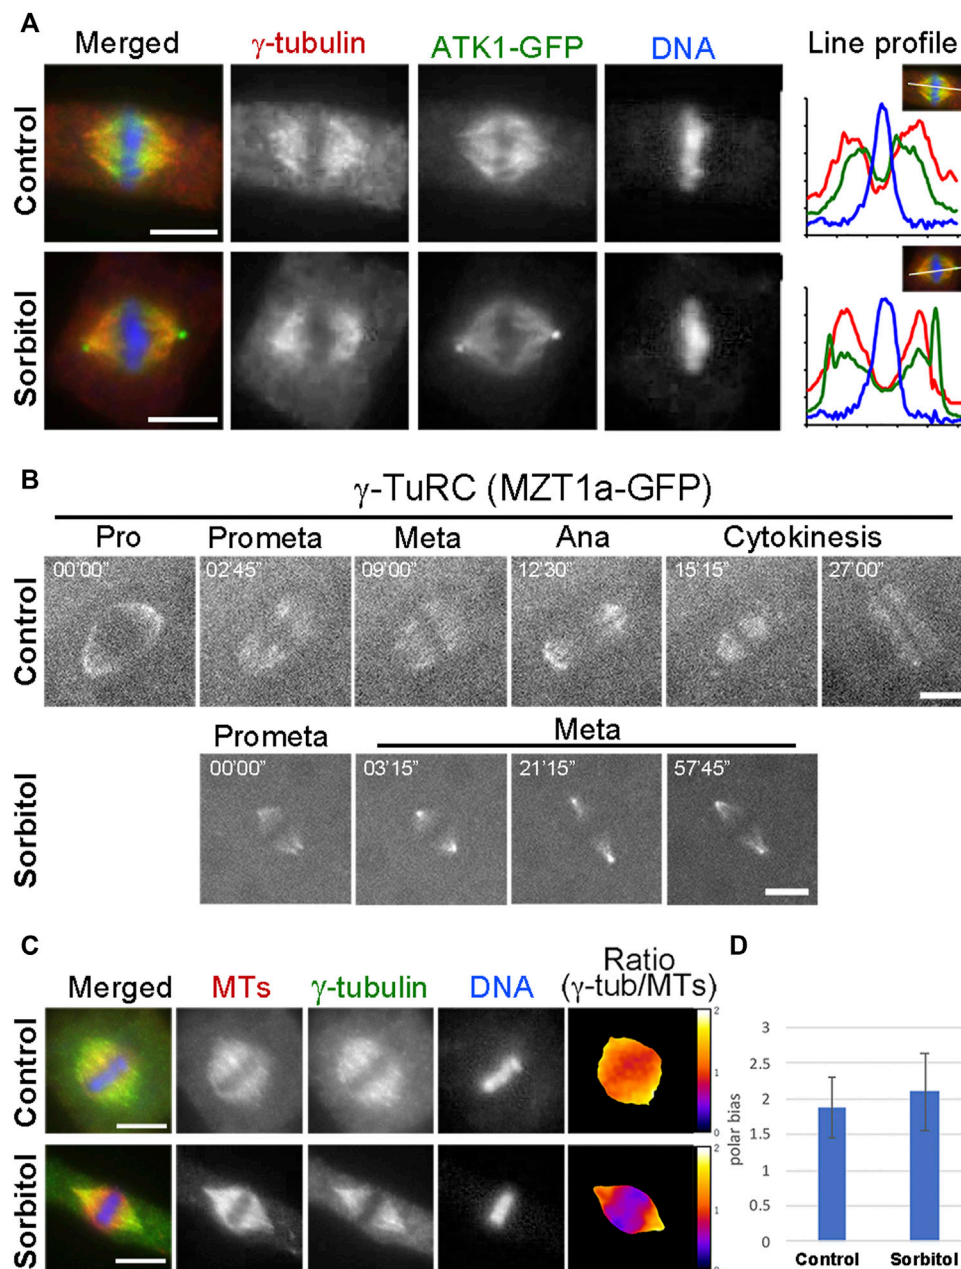 A
Merged γ-tubulin ATK1-GFP DNA Line profile
Control
Sorbitol
B
γ-TuRC (MZT1a-GFP)
Pro Prometa Meta Ana Cytokinesis
Control
00'00" 02'45" 09'00" 12'30" 15'15" 27'00"
Prometa Meta
Sorbitol
00'00" 03'15" 21'15" 57'45"
C
Merged MTs γ-tubulin DNA Ratio
(γ-tub/MTs)
Control
2
1
0
Sorbitol
2
1
0
D
polar bias
3
2.5
2
1.5
1
0.5
0
Control Sorbitol